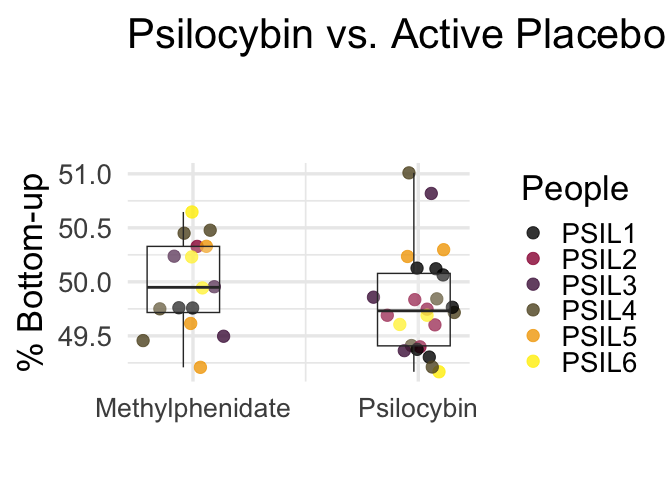 Psilocybin vs. Active Placebo
% Bottom-up
51.0
50.5
50.0
49.5
Methylphenidate
Psilocybin
People
PSIL1
PSIL2
PSIL3
PSIL4
PSIL5
PSIL6